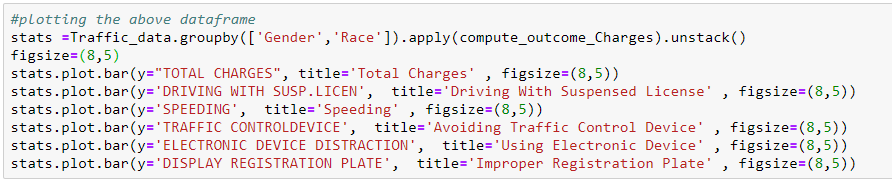 #plotting the above dataframe
stats =Traffic_data.groupby(['Gender','Race']).apply(compute_outcome_Charges).unstack()
figsize=(8,5)
stats.plot.bar(y="TOTAL CHARGES", title='Total Charges' , figsize=(8,5))
stats.plot.bar(y='DRIVING WITH SUSP.LICEN',  title='Driving With Suspensed License' , figsize=(8,5))
stats.plot.bar(y='SPEEDING',  title='Speeding' , figsize=(8,5))
stats.plot.bar(y='TRAFFIC CONTROLDEVICE',  title='Avoiding Traffic Control Device' , figsize=(8,5))
stats.plot.bar(y='ELECTRONIC DEVICE DISTRACTION',  title='Using Electronic Device' , figsize=(8,5))
stats.plot.bar(y='DISPLAY REGISTRATION PLATE',  title='Improper Registration Plate' , figsize=(8,5))